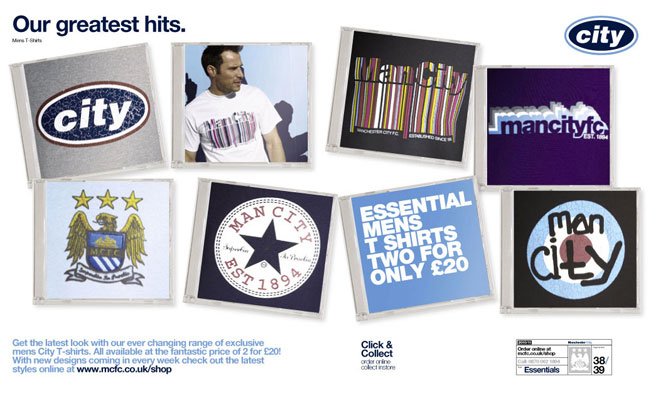 Our greatest hits.
Mens T-Shirts
city
city
ManCity
ManCity
MANCHESTER CITY F.C.
mancityfc.
EST. 1894
M.C.F.C.
MAN CITY
EST 1894
ESSENTIAL
MENS
T SHIRTS
TWO FOR
ONLY £20
man
city
Get the latest look with our ever changing range of exclusive
mens City T-shirts. All available at the fantastic price of 2 for £20!
With new designs coming in every week check out the latest
styles online at www.mcfc.co.uk/shop
Click &
Collect
order online
collect instore
Order online at
mcfc.co.uk/shop
Essentials
38/
39